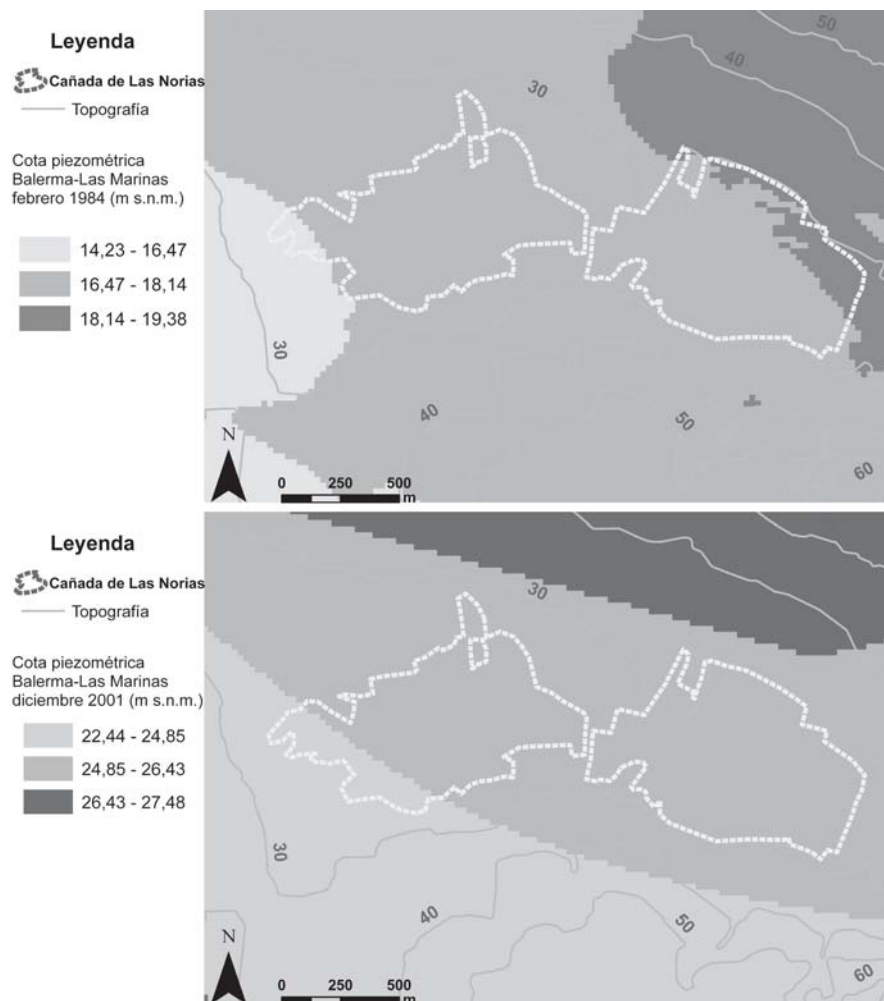 Leyenda
Cañada de Las Norias
Topografía
Cota piezométrica
Balerma-Las Marinas
febrero 1984 (m s.n.m.)
14,23 - 16,47
16,47 - 18,14
18,14 - 19,38
50
40
30
30
40
50
60
N
0 250 500
m
Leyenda
Cañada de Las Norias
Topografía
Cota piezométrica
Balerma-Las Marinas
diciembre 2001 (m s.n.m.)
22,44 - 24,85
24,85 - 26,43
26,43 - 27,48
30
30
40
50
60
N
0 250 500
m